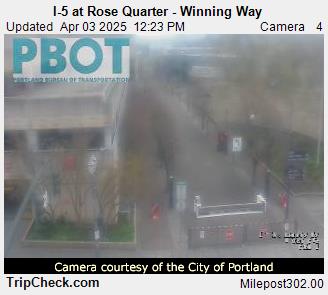 I-5 at Rose Quarter - Winning Way
Updated Apr 03 2025 12:23 PM Camera 4
PBOT
PORTLAND BUREAU OF TRANSPORTATION
Camera courtesy of the City of Portland
TripCheck.com Milepost302.00